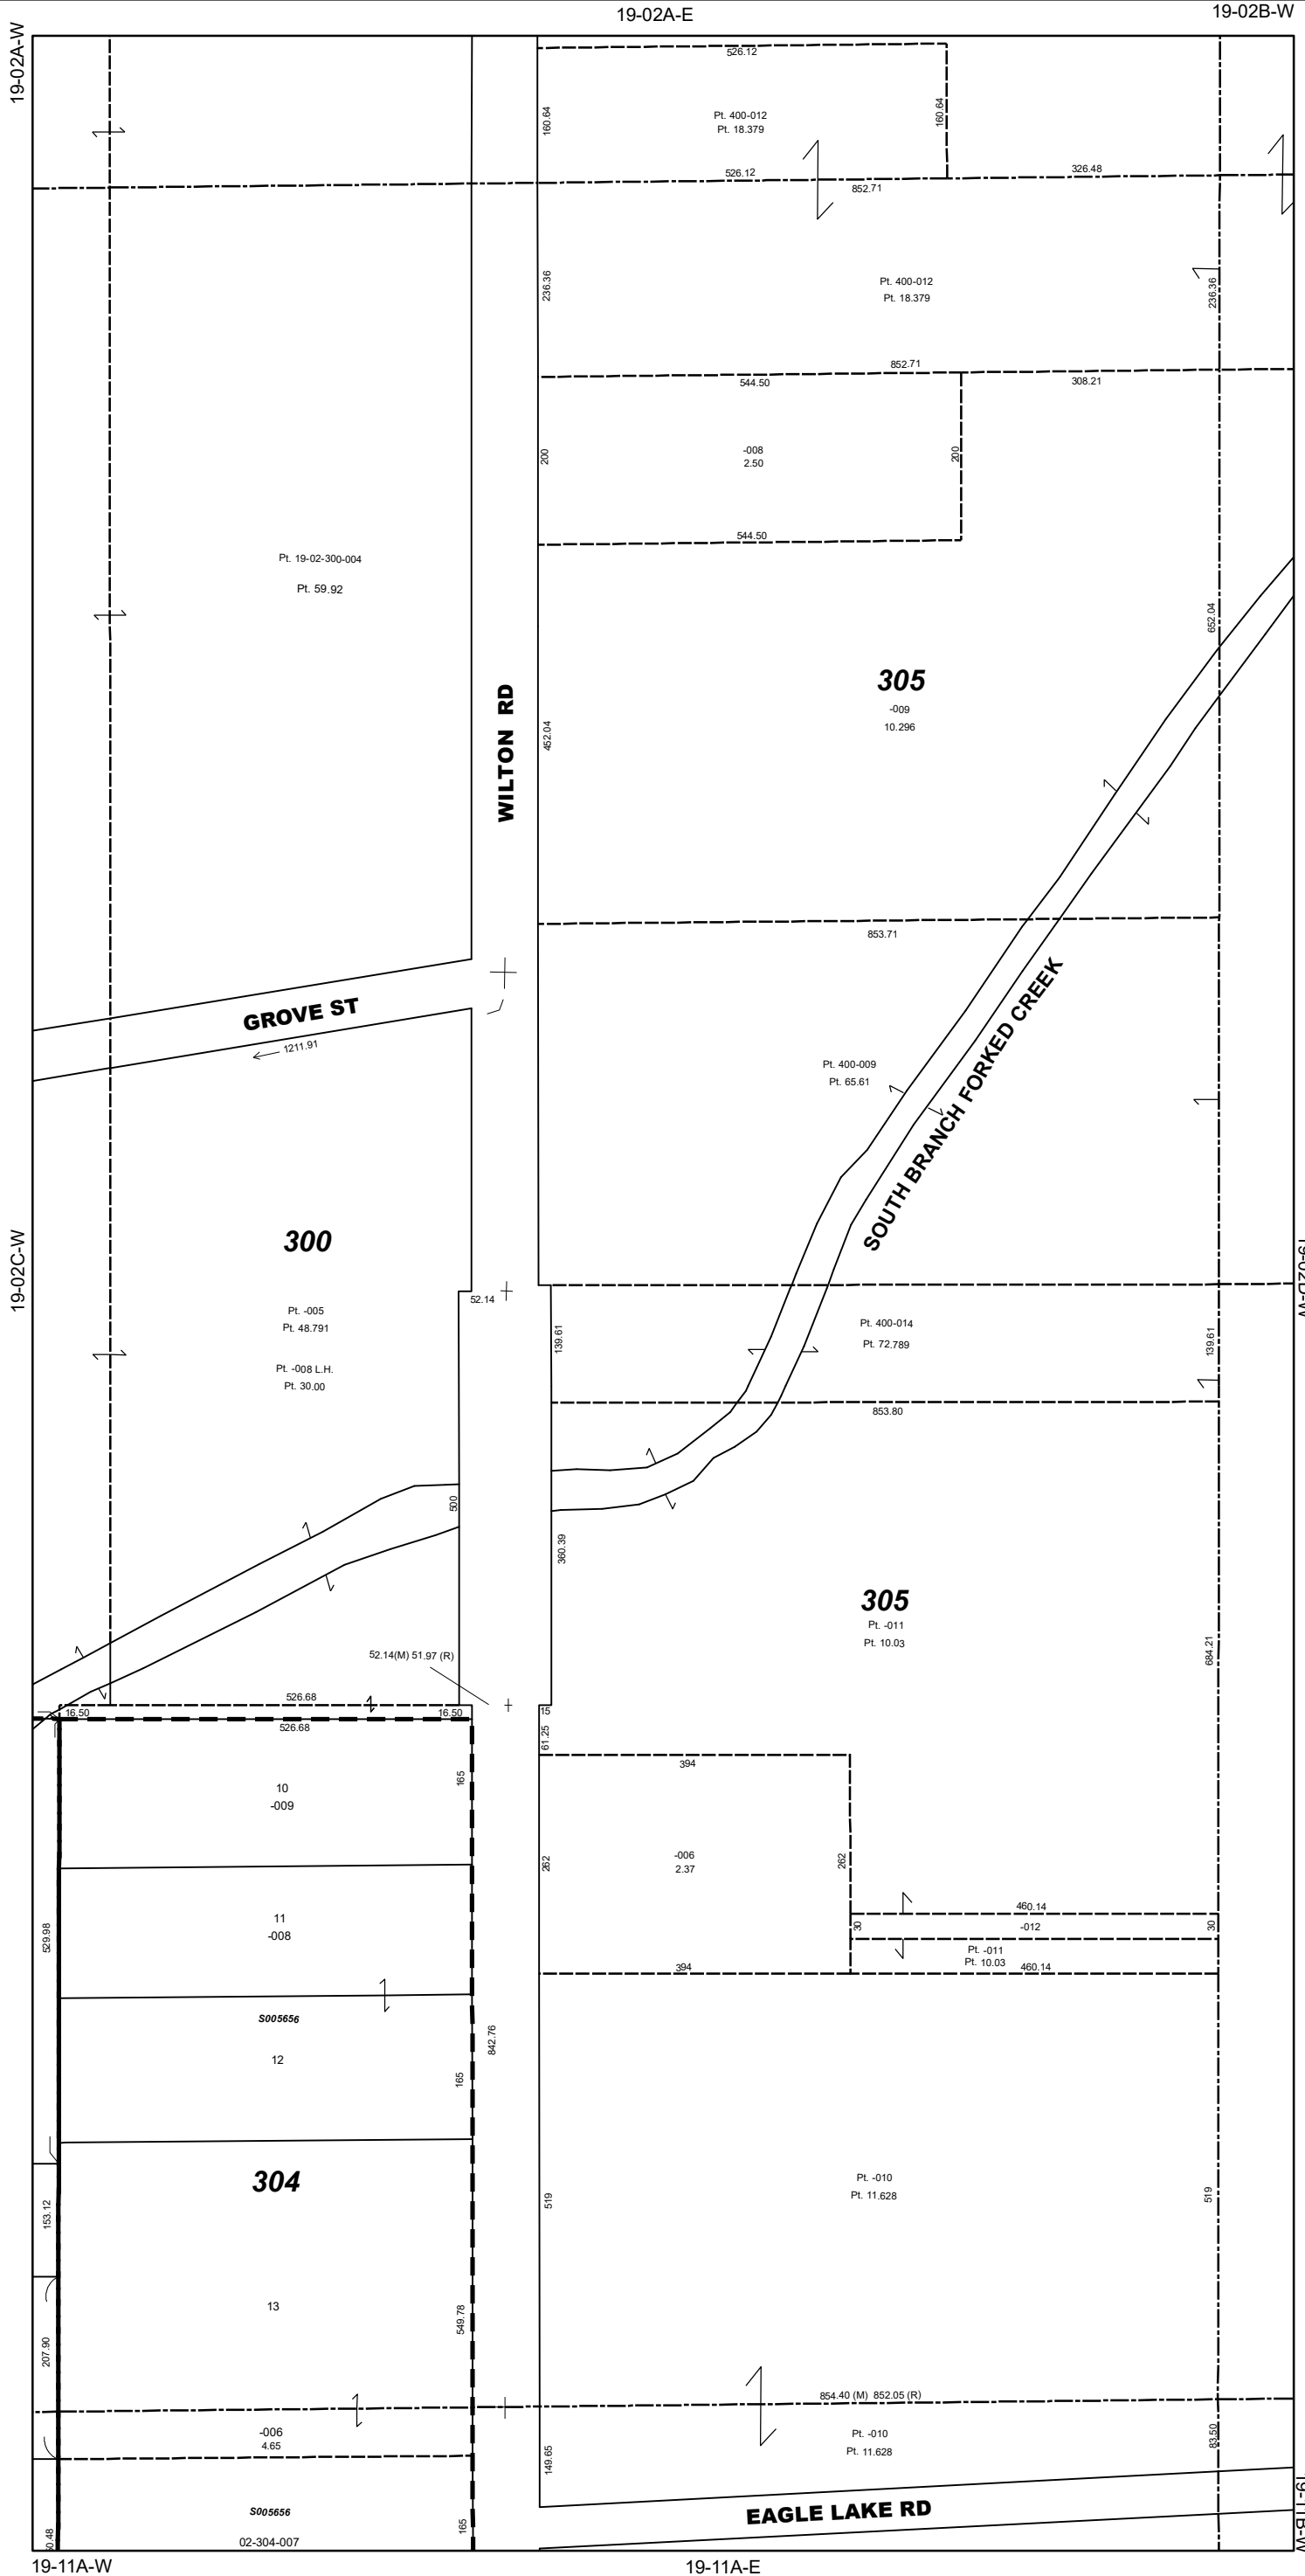 19-02A-E
19-02B-W
19-02A-W
526.12
160.64
Pt. 400-012
Pt. 18.379
160.64
526.12
326.48
852.71
236.36
Pt. 400-012
Pt. 18.379
236.36
852.71
544.50
308.21
200
-008
2.50
200
544.50
Pt. 19-02-300-004
Pt. 59.92
652.04
305
-009
10.296
WILTON RD
452.04
853.71
GROVE ST
1211.91
Pt. 400-009
Pt. 65.61
SOUTH BRANCH FORKED CREEK
19-02C-W
300
19-02D-W
52.14
Pt. -005
Pt. 48.791
139.61
Pt. 400-014
Pt. 72.789
139.61
Pt. -008 L.H.
Pt. 30.00
853.80
500
360.39
305
Pt. -011
Pt. 10.03
684.21
52.14(M) 51.97 (R)
526.68
16.50
16.50
15
526.68
61.25
394
10
-009
165
-006
2.37
262
262
460.14
11
-008
529.98
30
-012
30
Pt. -011
Pt. 10.03
394
460.14
S005656
12
165
842.76
304
153.12
519
Pt. -010
Pt. 11.628
519
13
549.78
207.90
854.40 (M) 852.05 (R)
-006
4.65
Pt. -010
Pt. 11.628
83.50
149.65
S005656
EAGLE LAKE RD
165
02-304-007
19-11A-W
19-11A-E
19-11B-W